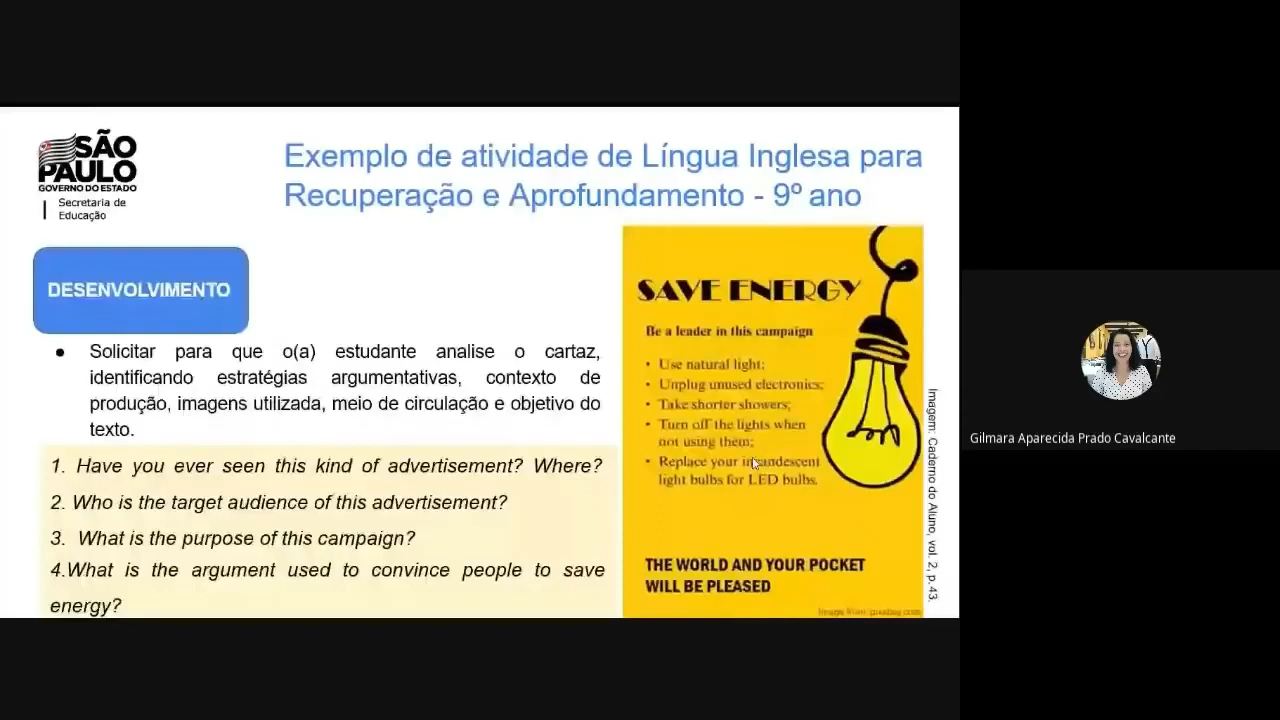 SÃO
PAULO
GOVERNO DO ESTADO
Secretaria de
Educação
Exemplo de atividade de Língua Inglesa para
Recuperação e Aprofundamento - 9º ano
DESENVOLVIMENTO
● Solicitar para que o(a) estudante analise o cartaz,
identificando estratégias argumentativas, contexto de
produção, imagens utilizada, meio de circulação e objetivo do
texto.
1. Have you ever seen this kind of advertisement? Where?
2. Who is the target audience of this advertisement?
3. What is the purpose of this campaign?
4.What is the argument used to convince people to save
energy?
SAVE ENERGY
Be a leader in this campaign
• Use natural light;
• Unplug unused electronics;
• Take shorter showers;
• Turn off the lights when
not using them;
• Replace your incandescent
light bulbs for LED bulbs.
THE WORLD AND YOUR POCKET
WILL BE PLEASED
Image from: pixabay.com
Imagem: Caderno do Aluno, vol. 2, p. 43.
Gilmara Aparecida Prado Cavalcante